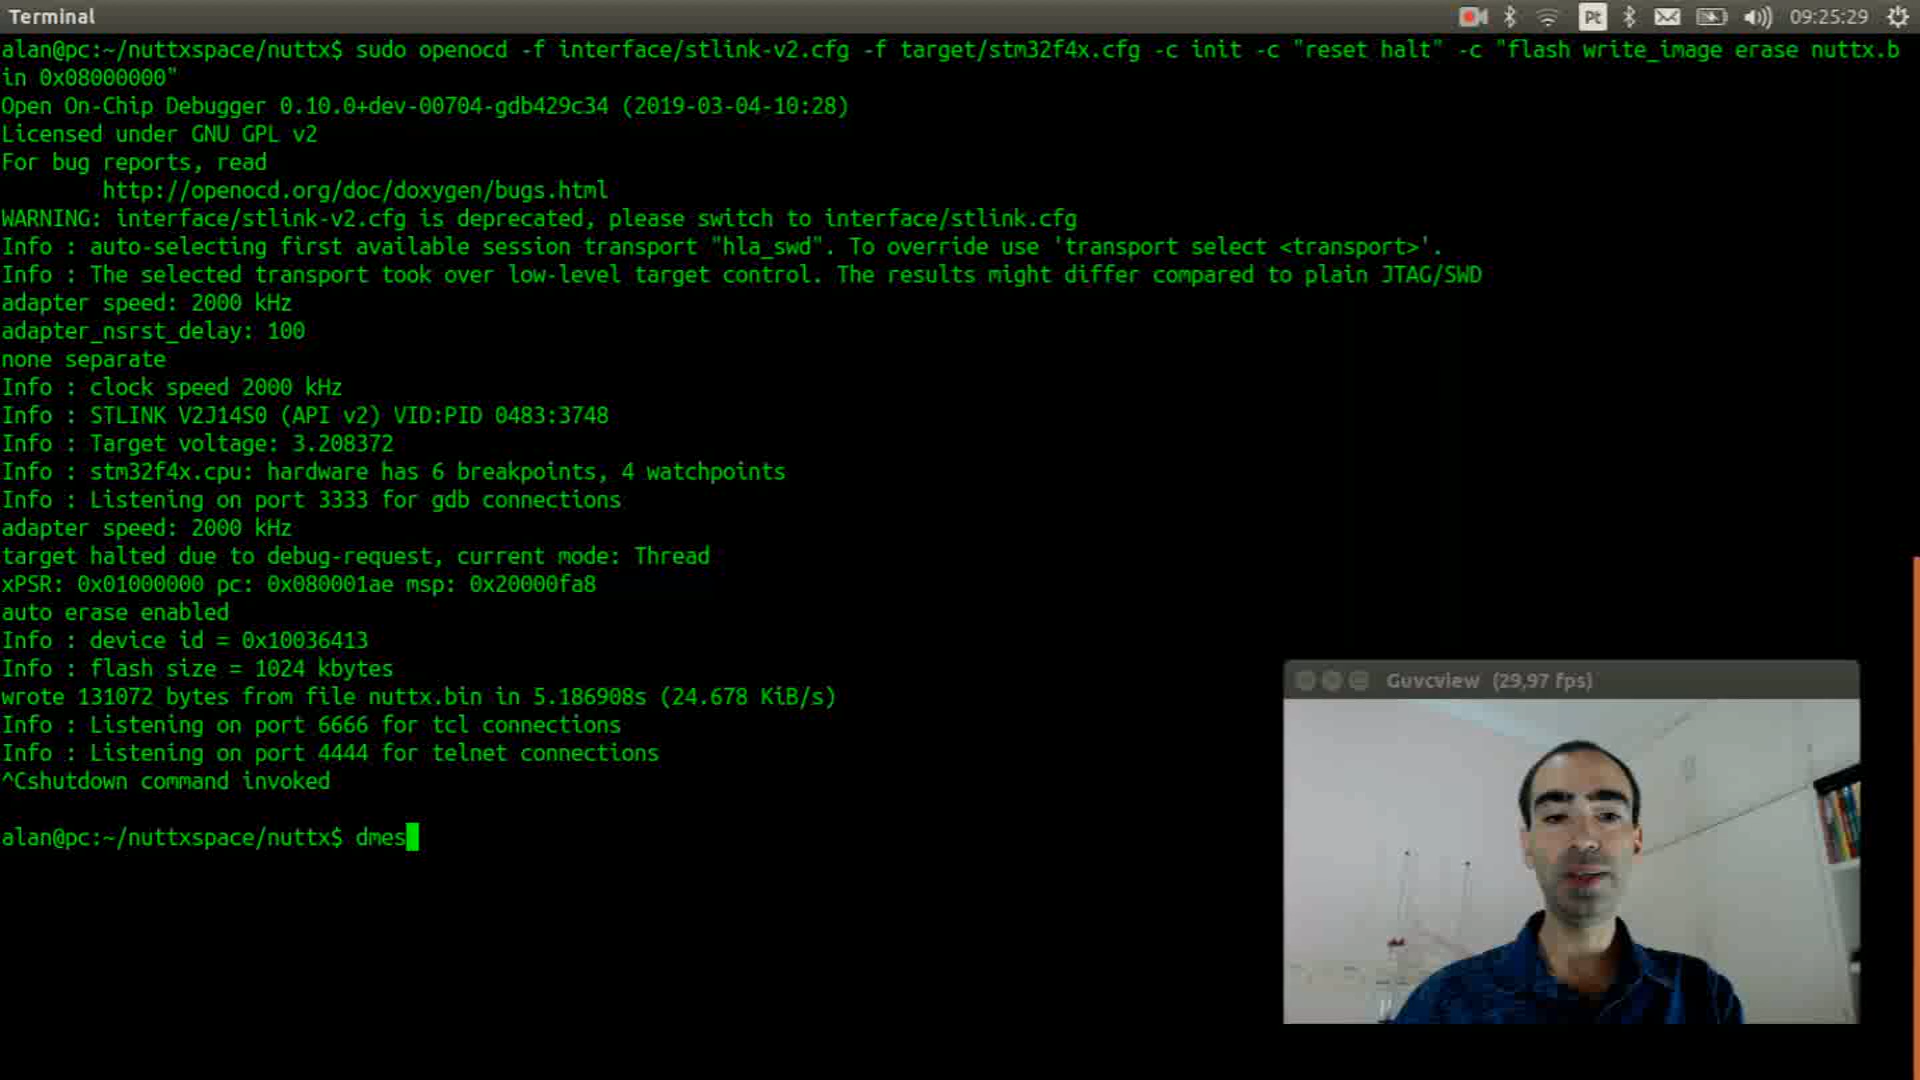 Terminal
Pt
09:25:29
alan@pc:~/nuttxspace/nuttx$ sudo openocd -f interface/stlink-v2.cfg -f target/stm32f4x.cfg -c init -c "reset halt" -c "flash write_image erase nuttx.b
in 0x08000000"
Open On-Chip Debugger 0.10.0+dev-00704-gdb429c34 (2019-03-04-10:28)
Licensed under GNU GPL v2
For bug reports, read
        http://openocd.org/doc/doxygen/bugs.html
WARNING: interface/stlink-v2.cfg is deprecated, please switch to interface/stlink.cfg
Info : auto-selecting first available session transport "hla_swd". To override use 'transport select <transport>'.
Info : The selected transport took over low-level target control. The results might differ compared to plain JTAG/SWD
adapter speed: 2000 kHz
adapter_nsrst_delay: 100
none separate
Info : clock speed 2000 kHz
Info : STLINK V2J14S0 (API v2) VID:PID 0483:3748
Info : Target voltage: 3.208372
Info : stm32f4x.cpu: hardware has 6 breakpoints, 4 watchpoints
Info : Listening on port 3333 for gdb connections
adapter speed: 2000 kHz
target halted due to debug-request, current mode: Thread
xPSR: 0x01000000 pc: 0x080001ae msp: 0x20000fa8
auto erase enabled
Info : device id = 0x10036413
Info : flash size = 1024 kbytes
wrote 131072 bytes from file nuttx.bin in 5.186908s (24.678 KiB/s)
Info : Listening on port 6666 for tcl connections
Info : Listening on port 4444 for telnet connections
^Cshutdown command invoked
alan@pc:~/nuttxspace/nuttx$ dmes
Guvcview (29,97 fps)